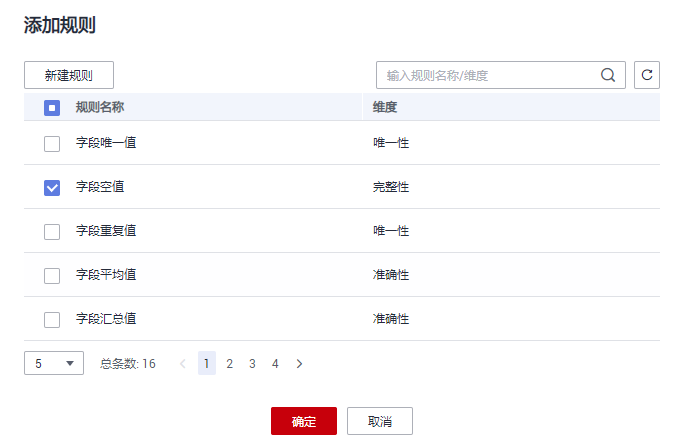 添加规则
新建规则 输入规则名称/维度
规则名称 维度
字段唯一值 唯一性
字段空值 完整性
字段重复值 唯一性
字段平均值 准确性
字段汇总值 准确性
5 总条数: 16 1 2 3 4
确定 取消